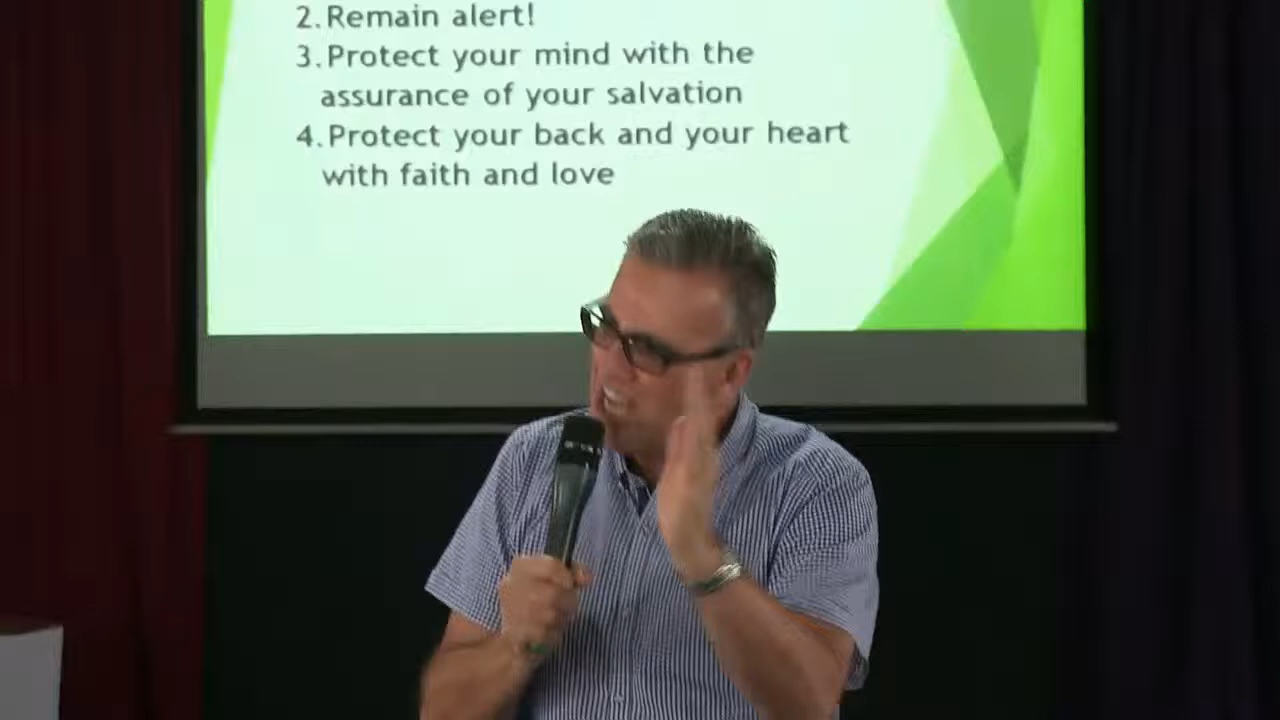 2. Remain alert!
3. Protect your mind with the
assurance of your salvation
4. Protect your back and your heart
with faith and love